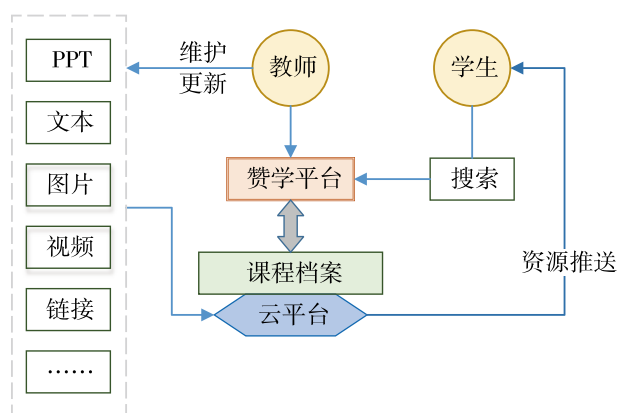 PPT
文本
图片
视频
链接
……
维护
更新
教师
学生
赞学平台
搜索
课程档案
云平台
资源推送